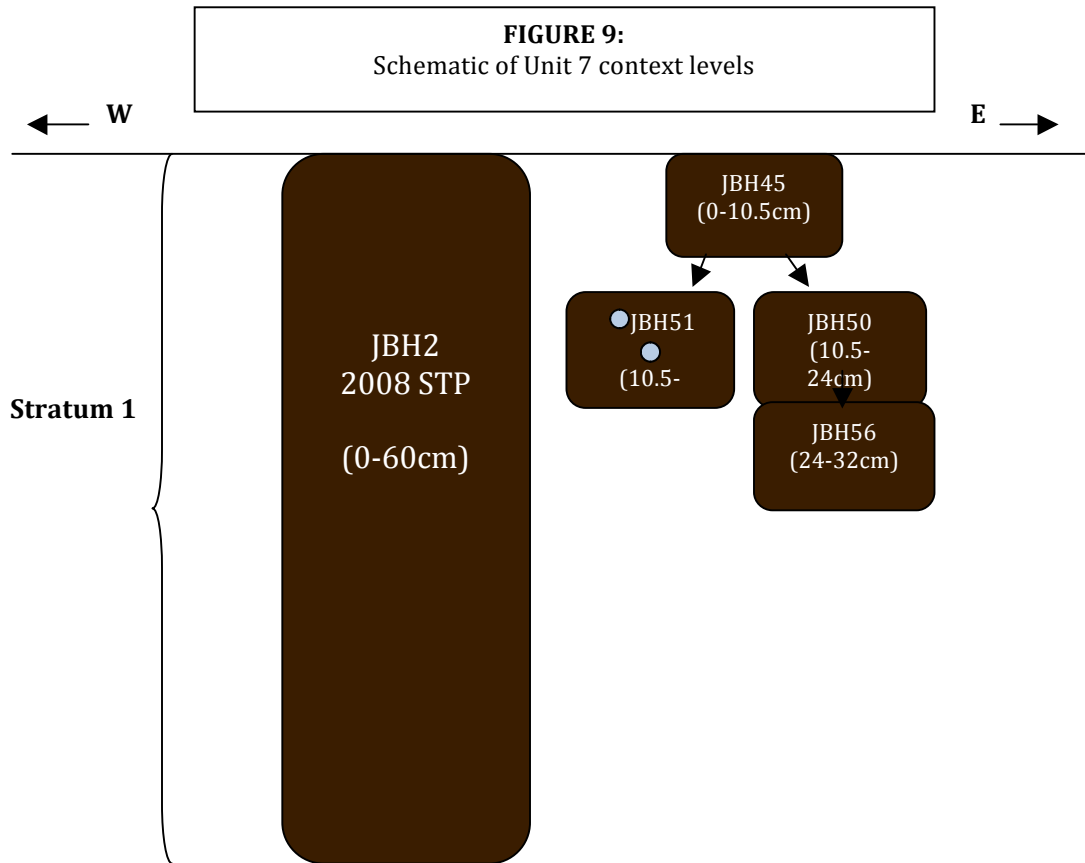 FIGURE 9:
Schematic of Unit 7 context levels
W
E
JBH45
(0-10.5cm)
JBH51
(10.5-
JBH50
(10.5-
24cm)
JBH56
(24-32cm)
JBH2
2008 STP
(0-60cm)
Stratum 1